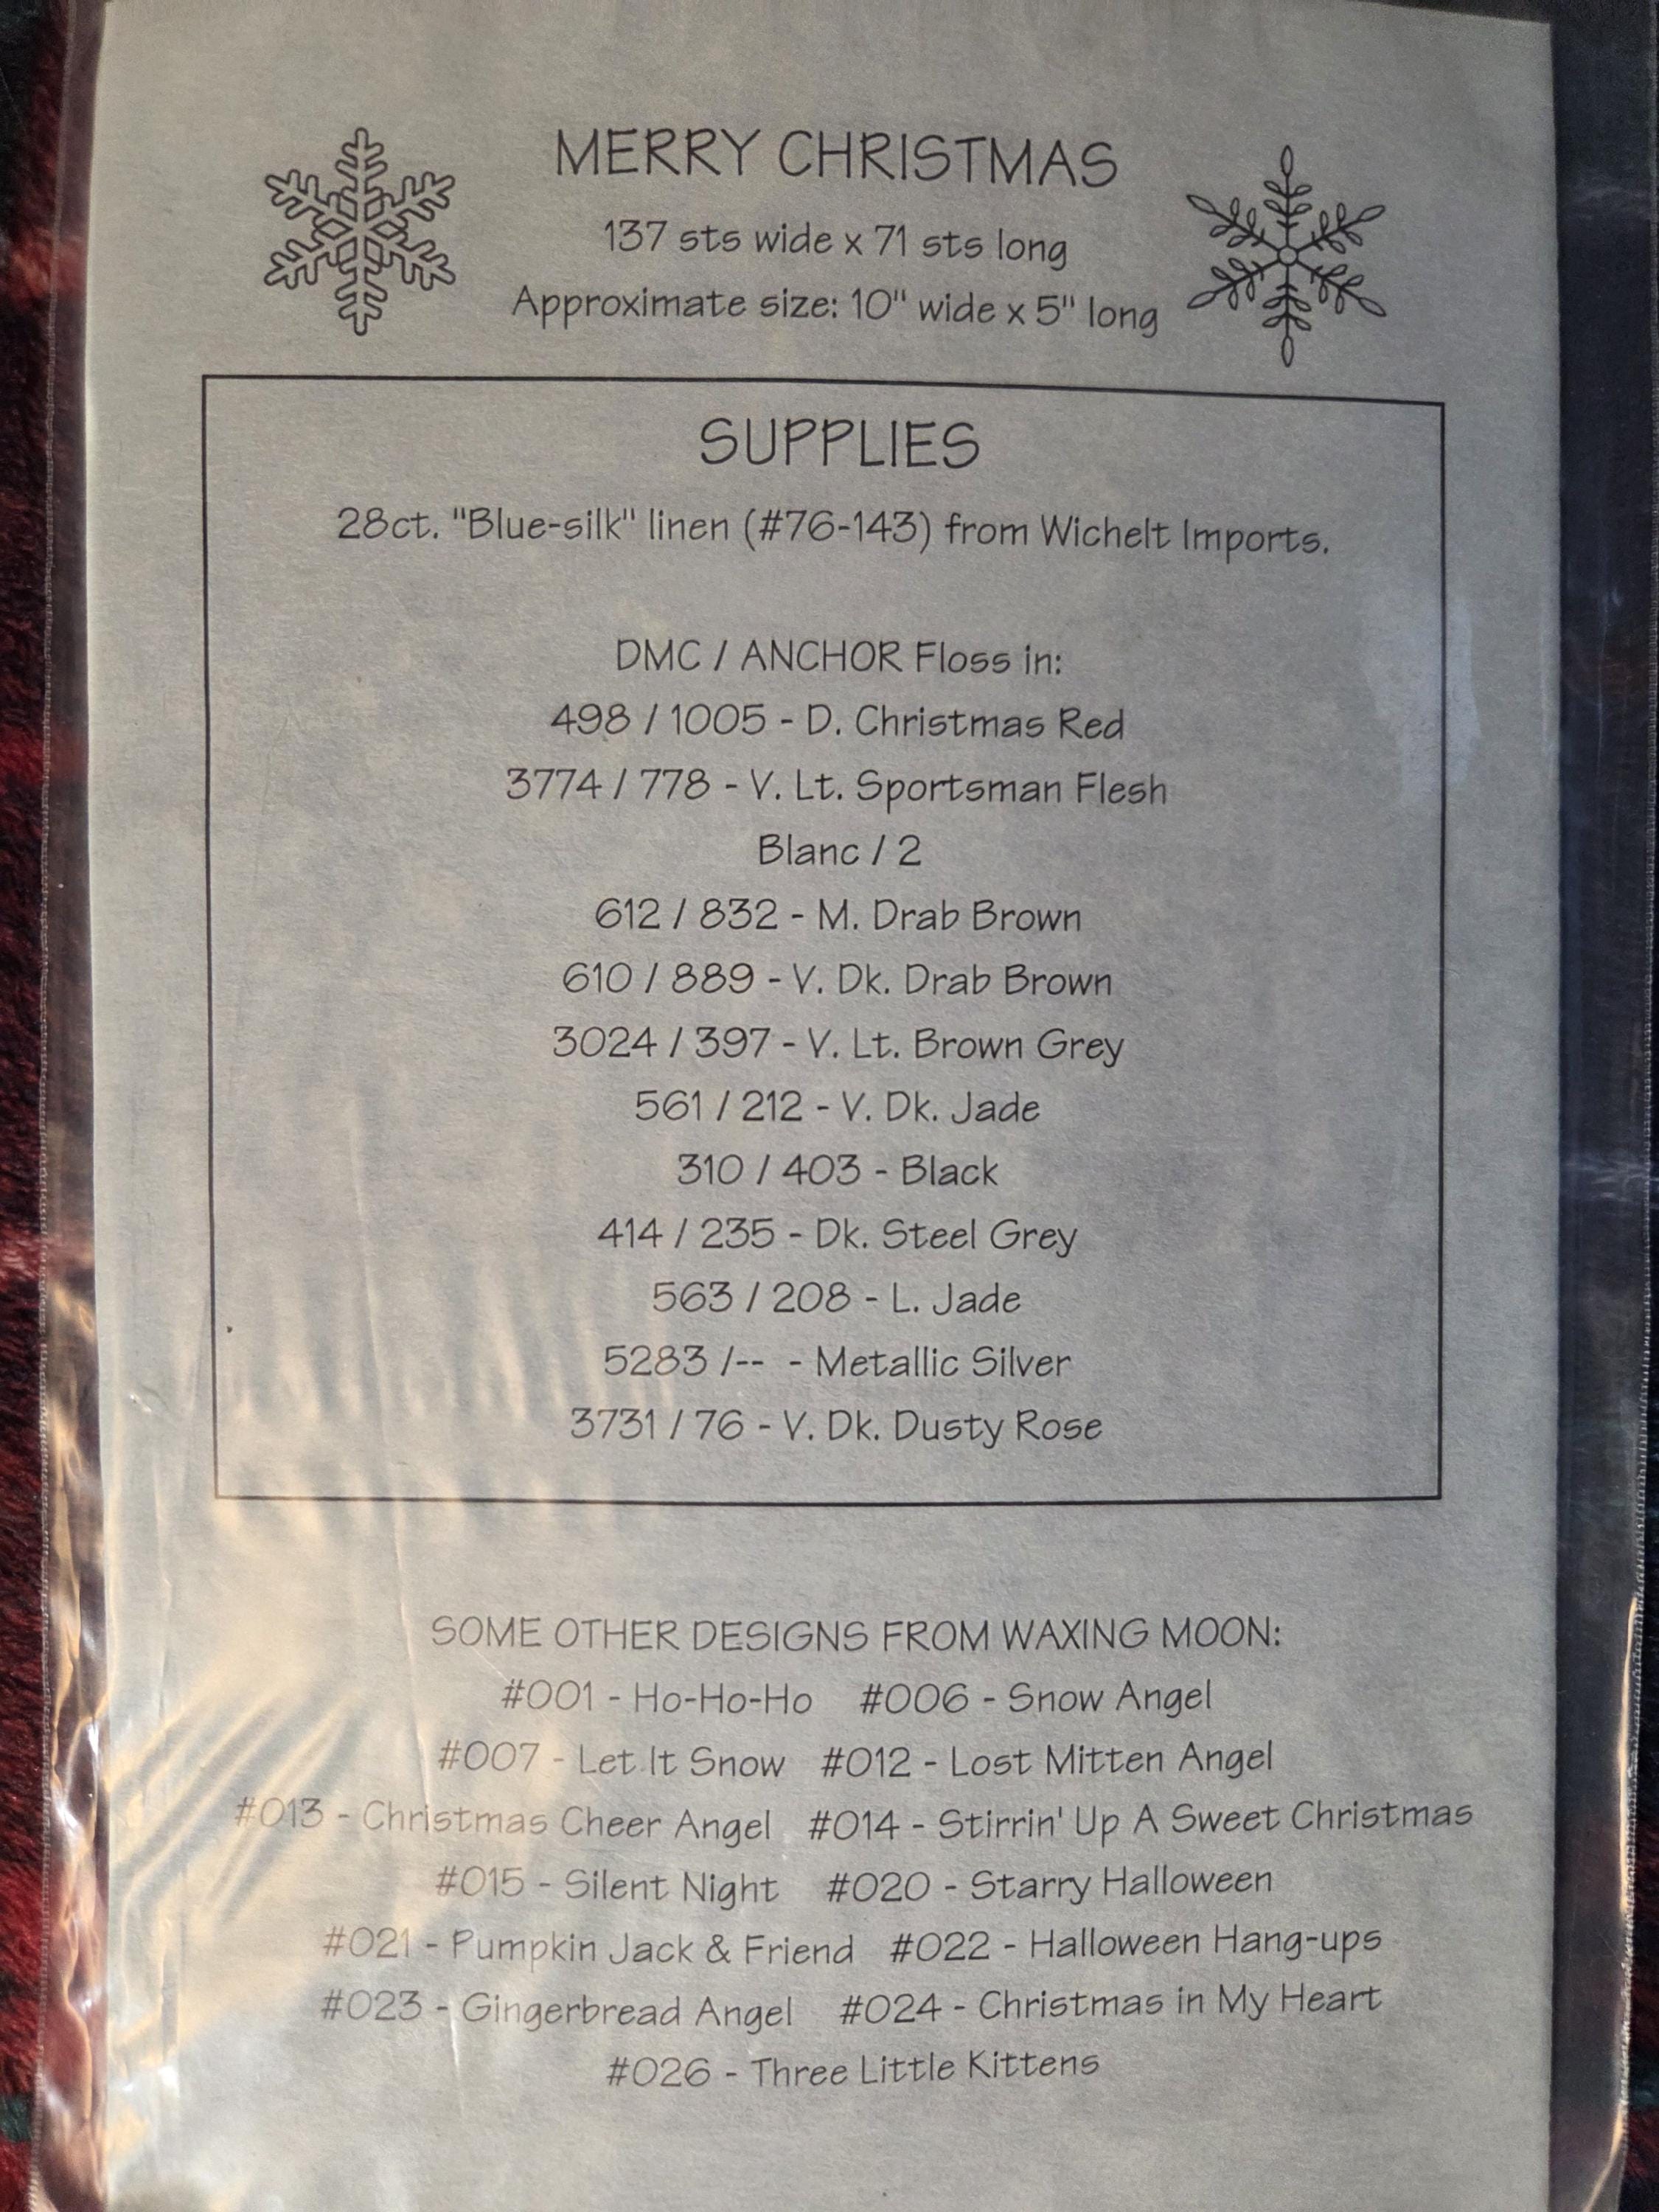 MERRY CHRISTMAS
137 sts wide x 71 sts long
Approximate size: 10" wide x 5" long
SUPPLIES
28ct. "Blue-silk" linen (#76-143) from Wichelt Imports.
DMC / ANCHOR Floss in:
498 / 1005 - D. Christmas Red
3774 / 778 - V. Lt. Sportsman Flesh
Blanc / 2
612 / 832 - M. Drab Brown
610 / 889 - V. Dk. Drab Brown
3024 / 397 - V. Lt. Brown Grey
561 / 212 - V. Dk. Jade
310 / 403 - Black
414 / 235 - Dk. Steel Grey
563 / 208 - L. Jade
5283 /-- - Metallic Silver
3731 / 76 - V. Dk. Dusty Rose
SOME OTHER DESIGNS FROM WAXING MOON:
#001 - Ho-Ho-Ho #006 - Snow Angel
#007 - Let It Snow #012 - Lost Mitten Angel
#013 - Christmas Cheer Angel #014 - Stirrin' Up A Sweet Christmas
#015 - Silent Night #020 - Starry Halloween
#021 - Pumpkin Jack & Friend #022 - Halloween Hang-ups
#023 - Gingerbread Angel #024 - Christmas in My Heart
#026 - Three Little Kittens